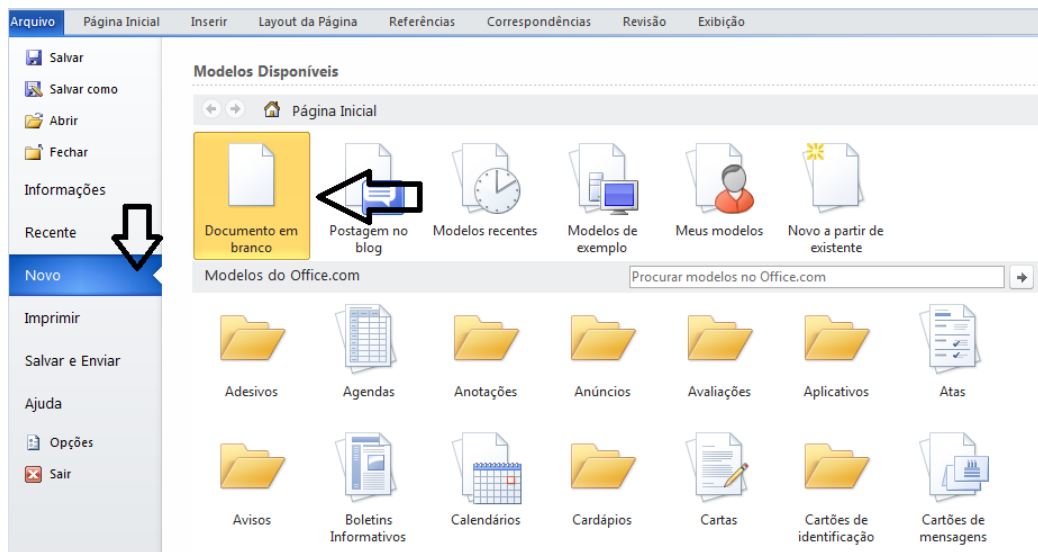 Arquivo Página Inicial Inserir Layout da Página Referências Correspondências Revisão Exibição
Salvar
Salvar como
Abrir
Fechar
Informações
Recente
Novo
Imprimir
Salvar e Enviar
Ajuda
Opções
Sair
Modelos Disponíveis
Página Inicial
Documento em
branco
Postagem no
blog
Modelos recentes
Modelos de
exemplo
Meus modelos
Novo a partir de
existente
Modelos do Office.com
Procurar modelos no Office.com
Adesivos
Agendas
Anotações
Anúncios
Avaliações
Aplicativos
Atas
Avisos
Boletins
Informativos
Calendários
Cardápios
Cartas
Cartões de
identificação
Cartões de
mensagens